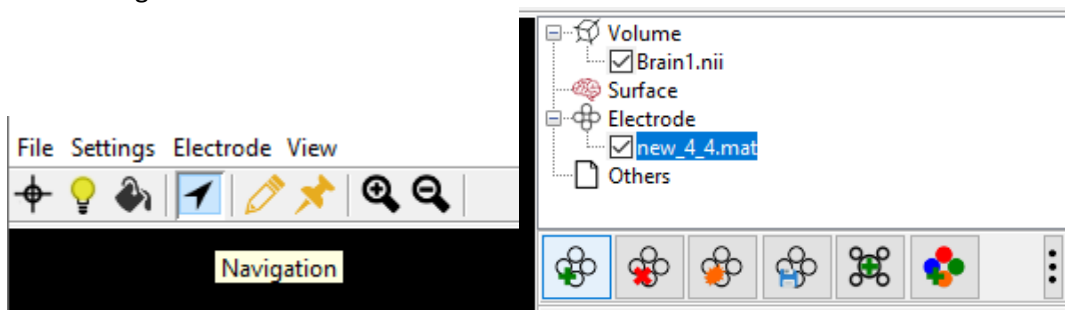 File Settings Electrode View
Navigation
Volume
Brain1.nii
Surface
Electrode
new_4_4.mat
Others